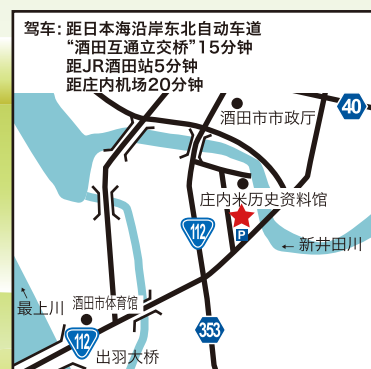 驾车：距日本海沿岸东北自动车道
“酒田互通立交桥”15分钟
距JR酒田站5分钟
距庄内机场20分钟
40
酒田市市政厅
庄内米历史资料馆
P
112
← 新井田川
↖
最上川
酒田市体育馆
112
353
出羽大桥